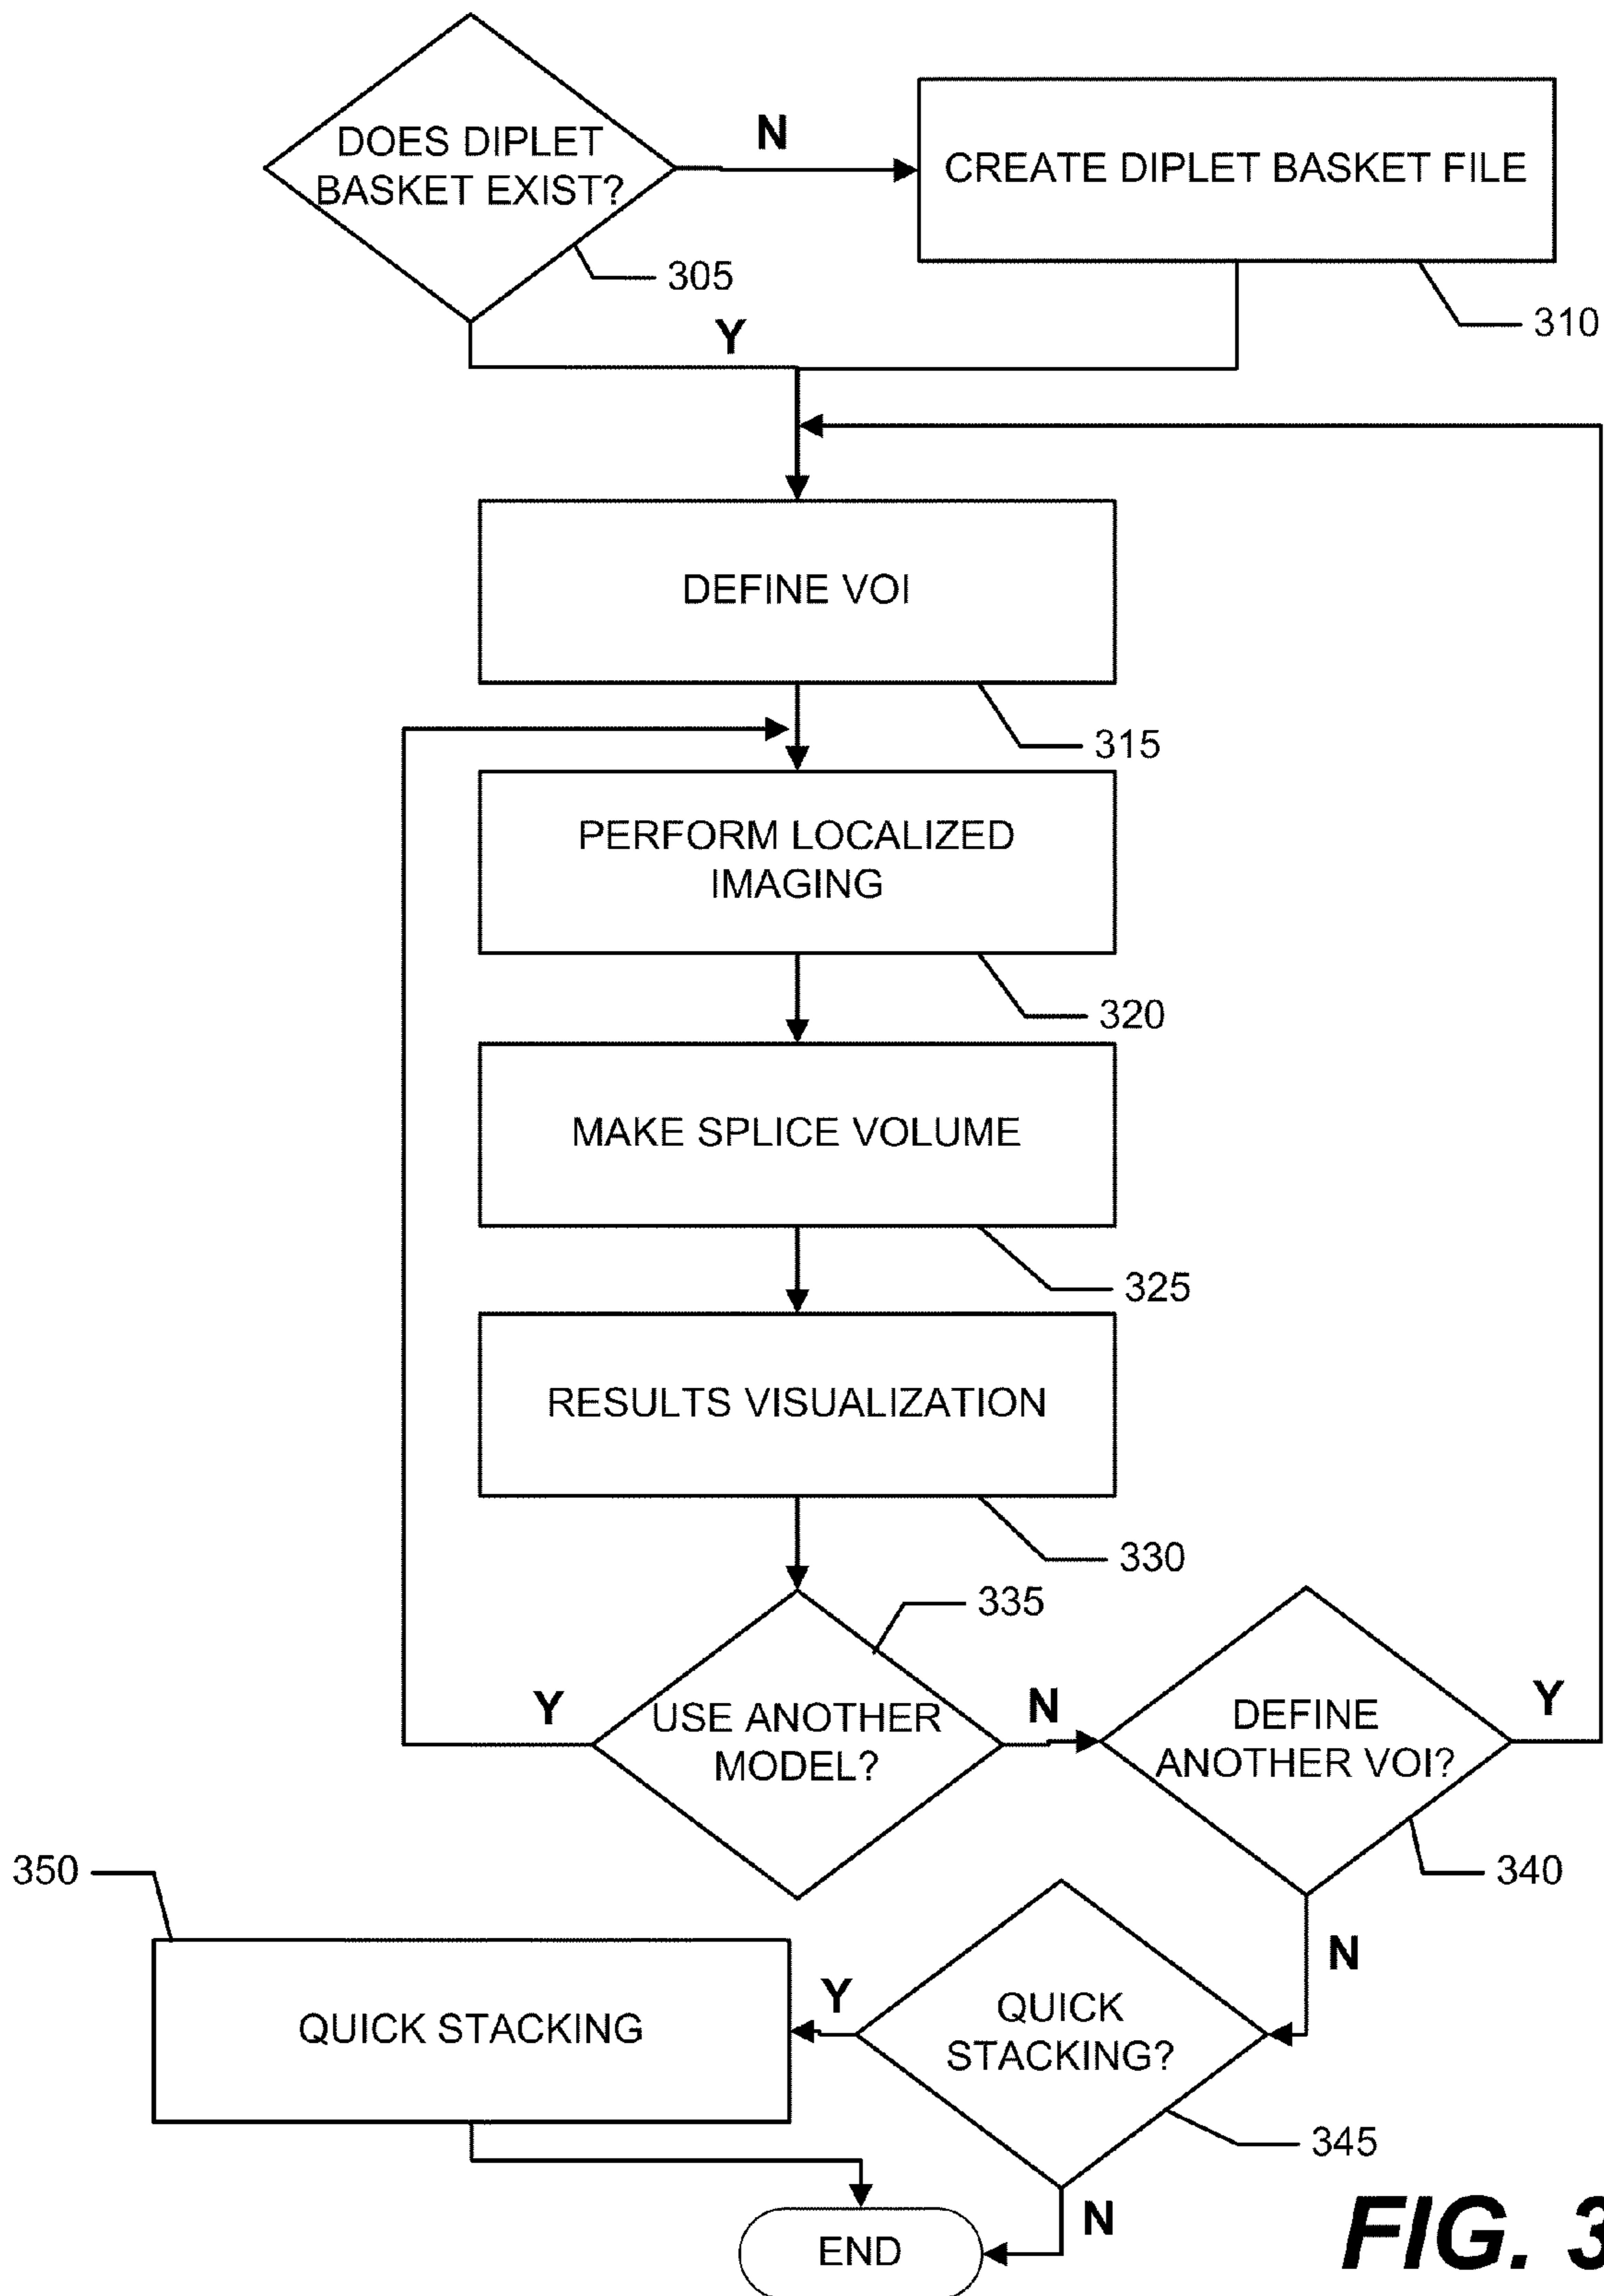 DOES DIPLET
BASKET EXIST?
N
CREATE DIPLET BASKET FILE
305
310
Y
DEFINE VOI
315
PERFORM LOCALIZED
IMAGING
320
MAKE SPLICE VOLUME
325
RESULTS VISUALIZATION
330
335
Y
USE ANOTHER
MODEL?
N
DEFINE
ANOTHER VOI?
Y
340
350
N
QUICK STACKING
Y
QUICK
STACKING?
345
N
END
FIG. 3